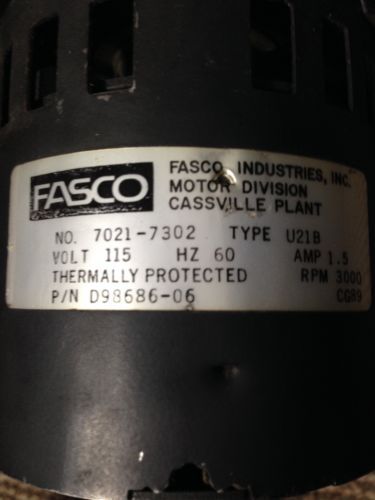 FASCO
FASCO INDUSTRIES, INC.
MOTOR DIVISION
CASSVILLE PLANT
NO. 7021-7302 TYPE U21B
VOLT 115 HZ 60 AMP 1.5
THERMALLY PROTECTED RPM 3000
P/N D98686-06 CG89